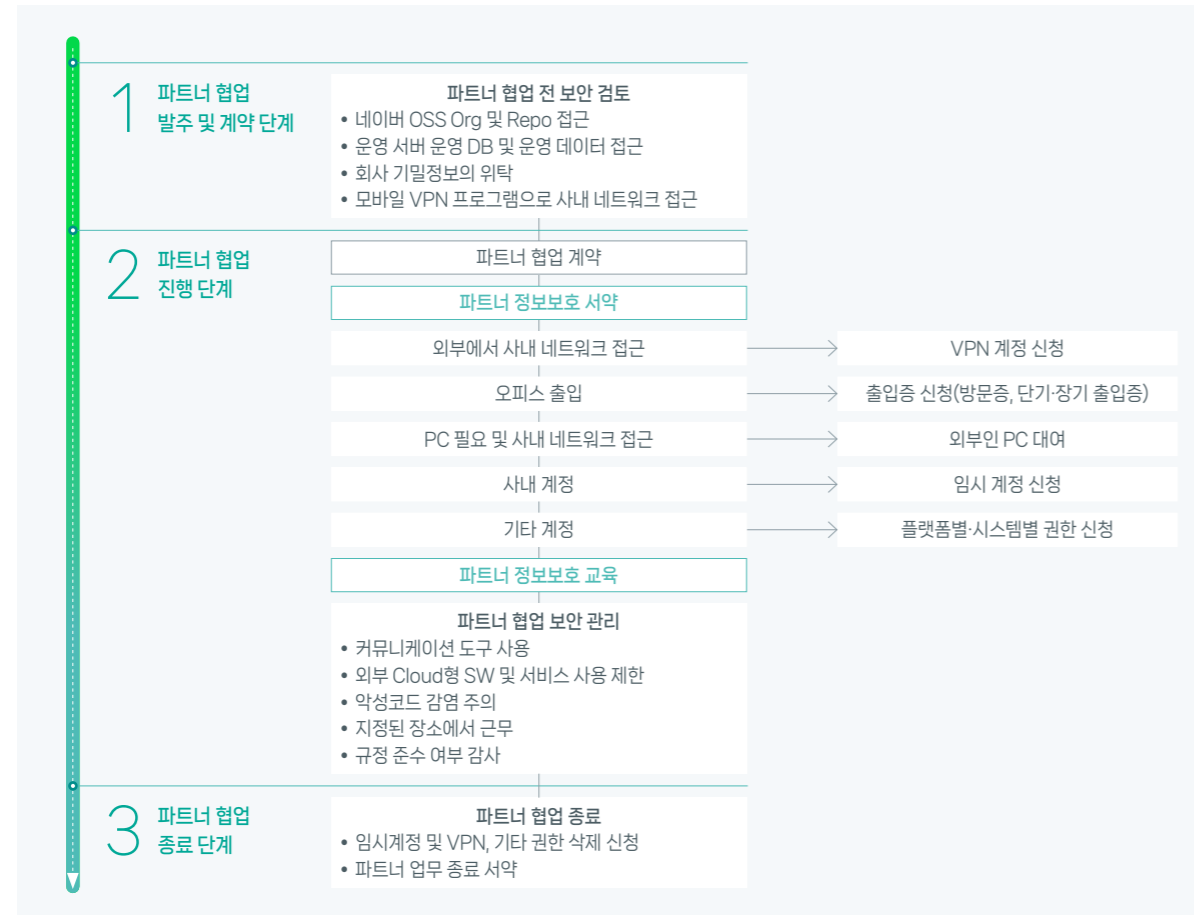 1
파트너 협업
발주 및 계약 단계
파트너 협업 전 보안 검토
• 네이버 OSS Org 및 Repo 접근
• 운영 서버 운영 DB 및 운영 데이터 접근
• 회사 기밀정보의 위탁
• 모바일 VPN 프로그램으로 사내 네트워크 접근
2
파트너 협업
진행 단계
파트너 협업 계약
파트너 정보보호 서약
외부에서 사내 네트워크 접근
VPN 계정 신청
오피스 출입
출입증 신청(방문증, 단기·장기 출입증)
PC 필요 및 사내 네트워크 접근
외부인 PC 대여
사내 계정
임시 계정 신청
기타 계정
플랫폼별·시스템별 권한 신청
파트너 정보보호 교육
파트너 협업 보안 관리
• 커뮤니케이션 도구 사용
• 외부 Cloud형 SW 및 서비스 사용 제한
• 악성코드 감염 주의
• 지정된 장소에서 근무
• 규정 준수 여부 감사
3
파트너 협업
종료 단계
파트너 협업 종료
• 임시계정 및 VPN, 기타 권한 삭제 신청
• 파트너 업무 종료 서약